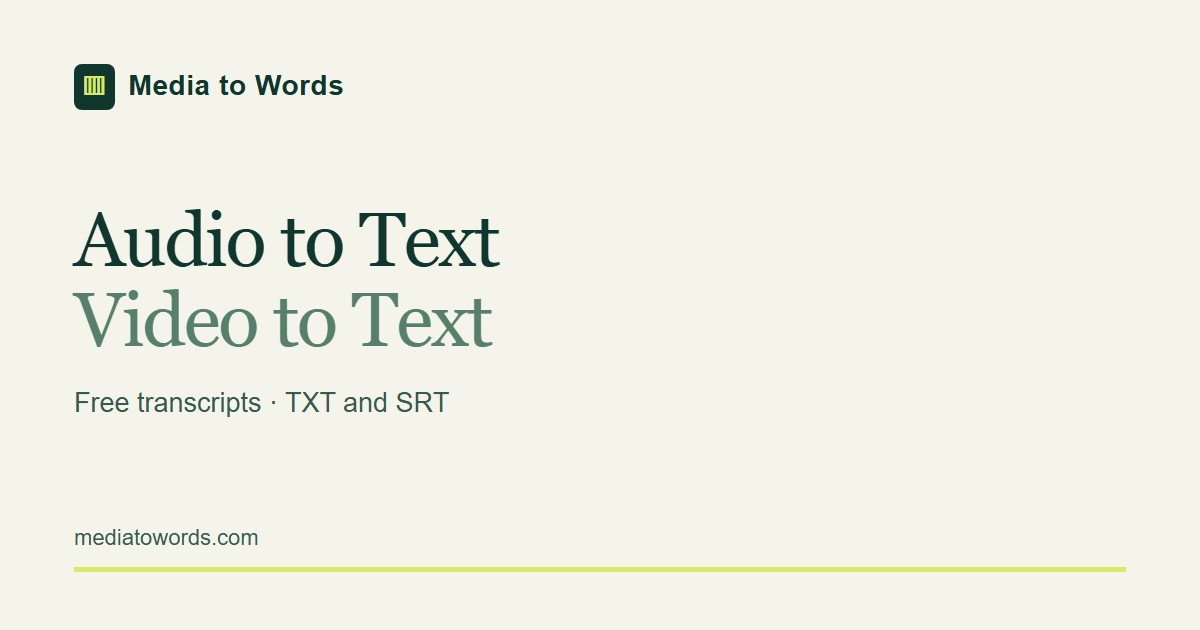 Media to Words
Audio to Text
Video to Text
Free transcripts · TXT and SRT
mediatowords.com